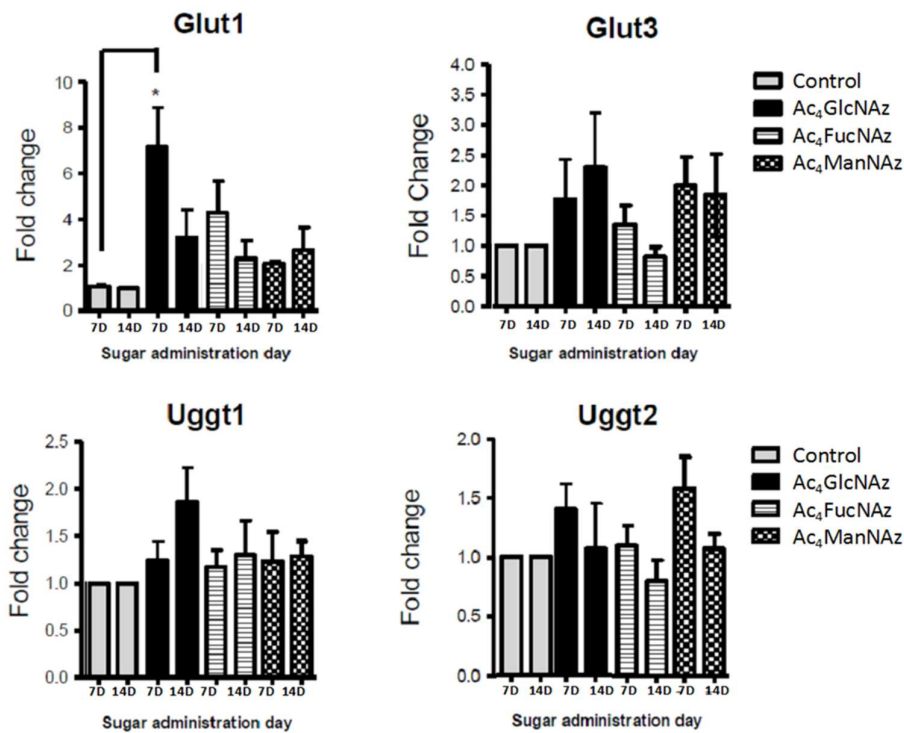 Glut1
10
8
6
4
2
0
Fold change
*
7D 14D 7D 14D 7D 14D 7D 14D
Sugar administration day
Glut3
4.0
3.5
3.0
2.5
2.0
1.5
1.0
0.5
0.0
Fold Change
7D 14D 7D 14D 7D 14D 7D 14D
Sugar administration day
Control
Ac₄GlcNAz
Ac₄FucNAz
Ac₄ManNAz
Uggt1
2.5
2.0
1.5
1.0
0.5
0.0
Fold change
7D 14D 7D 14D 7D 14D 7D 14D
Sugar administration day
Uggt2
2.0
1.5
1.0
0.5
0.0
Fold change
7D 14D 7D 14D 7D 14D 7D 14D
Sugar administration day
Control
Ac₄GlcNAz
Ac₄FucNAz
Ac₄ManNAz